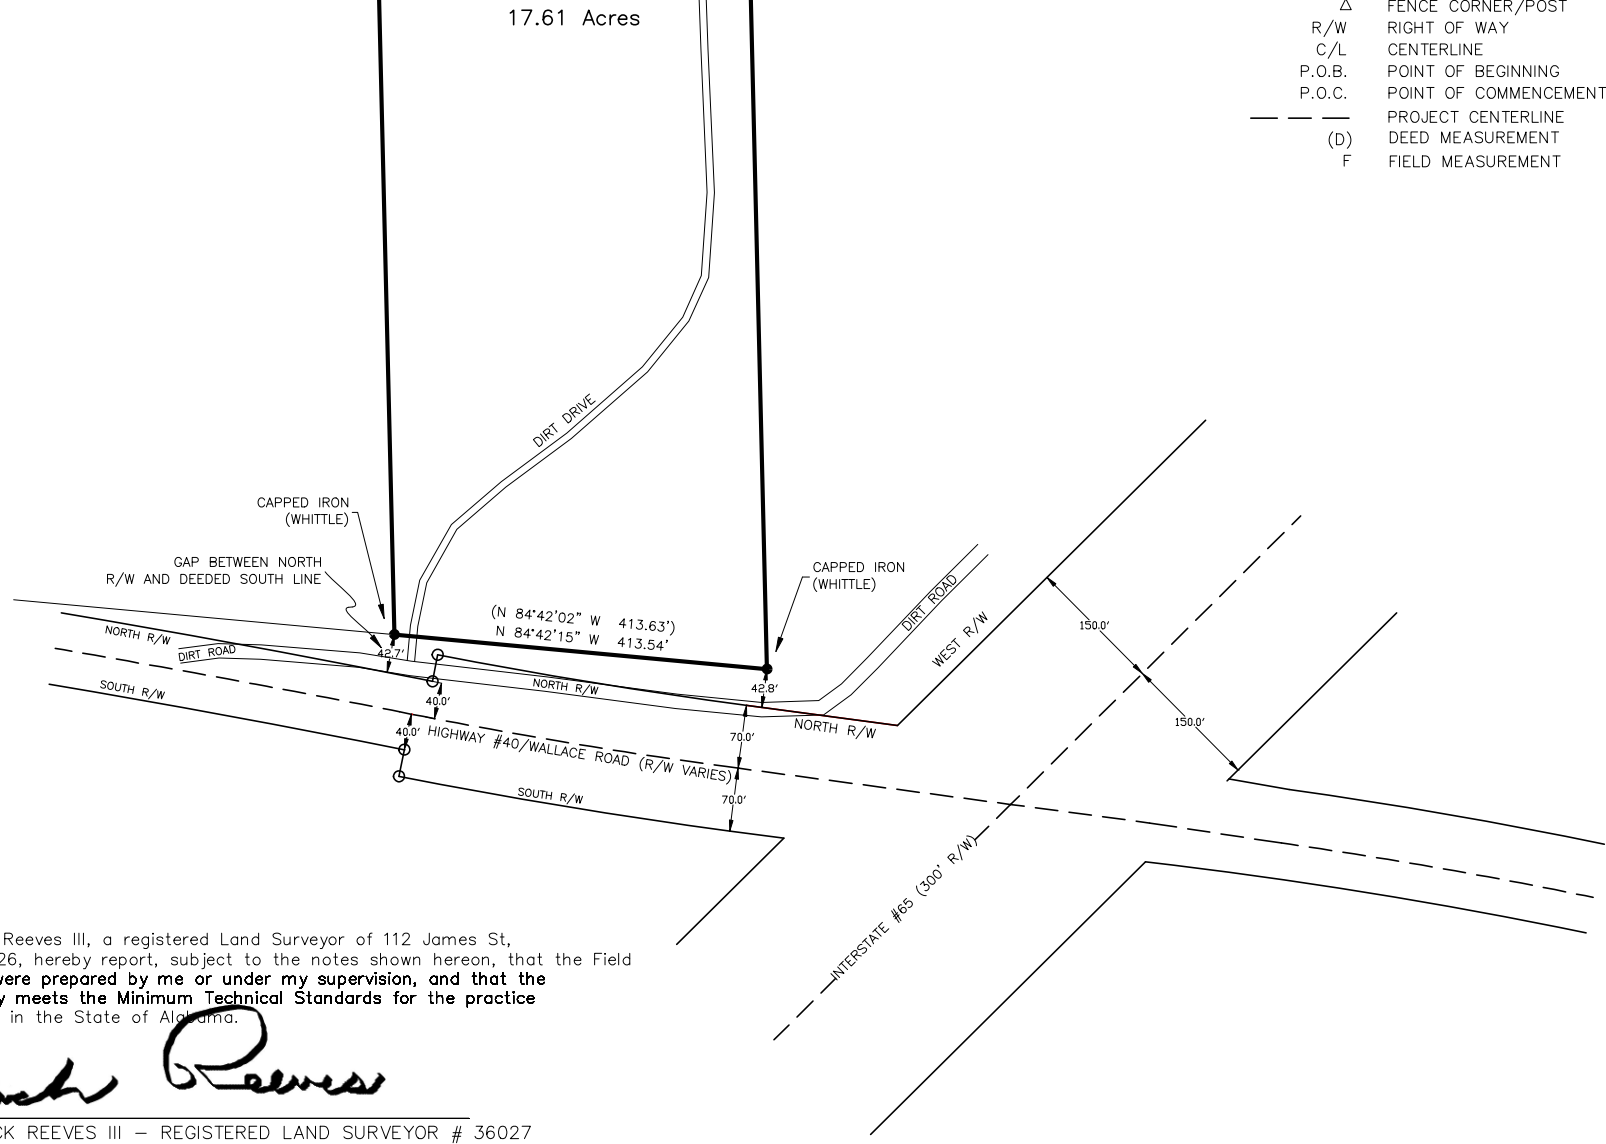 17.61 Acres
△ FENCE CORNER/POST
R/W RIGHT OF WAY
C/L CENTERLINE
P.O.B. POINT OF BEGINNING
P.O.C. POINT OF COMMENCEMENT
PROJECT CENTERLINE
(D) DEED MEASUREMENT
F FIELD MEASUREMENT
DIRT DRIVE
CAPPED IRON
(WHITTLE)
GAP BETWEEN NORTH
R/W AND DEEDED SOUTH LINE
CAPPED IRON
(WHITTLE)
(N 84°42'02" W 413.63')
N 84°42'15" W 413.54'
DIRT ROAD
WEST R/W
150.0'
150.0'
NORTH R/W
DIRT ROAD
42.7'
SOUTH R/W
NORTH R/W
42.8'
40.0'
40.0'
NORTH R/W
70.0'
HIGHWAY #40/WALLACE ROAD (R/W VARIES)
70.0'
SOUTH R/W
INTERSTATE #65 (300' R/W)
Reeves III, a registered Land Surveyor of 112 James St,
26, hereby report, subject to the notes shown hereon, that the Field
were prepared by me or under my supervision, and that the
y meets the Minimum Technical Standards for the practice
in the State of Alabama.
Reeves
CK REEVES III – REGISTERED LAND SURVEYOR # 36027